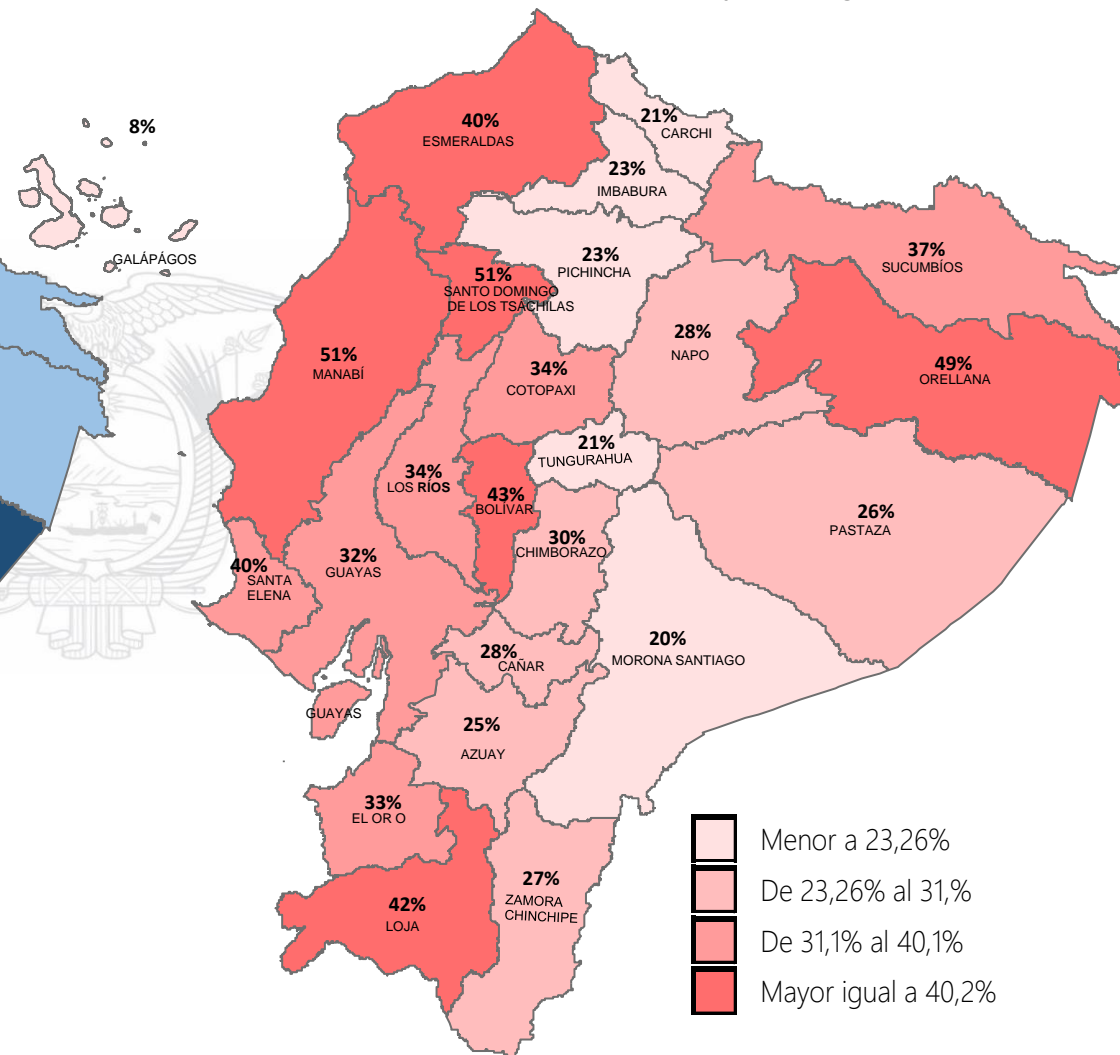 8%
GALÁPÁGOS
40%
ESMERALDAS
21%
CARCHI
23%
IMBABURA
23%
PICHINCHA
37%
SUCUMBÍOS
51%
SANTO DOMINGO
DE LOS TSÁCHILAS
51%
MANABÍ
28%
NAPO
49%
ORELLANA
34%
COTOPAXI
21%
TUNGURAHUA
34%
LOS RÍOS
43%
BOLÍVAR
26%
PASTAZA
30%
CHIMBORAZO
32%
GUAYAS
40%
SANTA
ELENA
20%
MORONA SANTIAGO
28%
CAÑAR
GUAYAS
25%
AZUAY
33%
EL OR O
27%
ZAMORA
CHINCHIPE
42%
LOJA
Menor a 23,26%
De 23,26% al 31,%
De 31,1% al 40,1%
Mayor igual a 40,2%